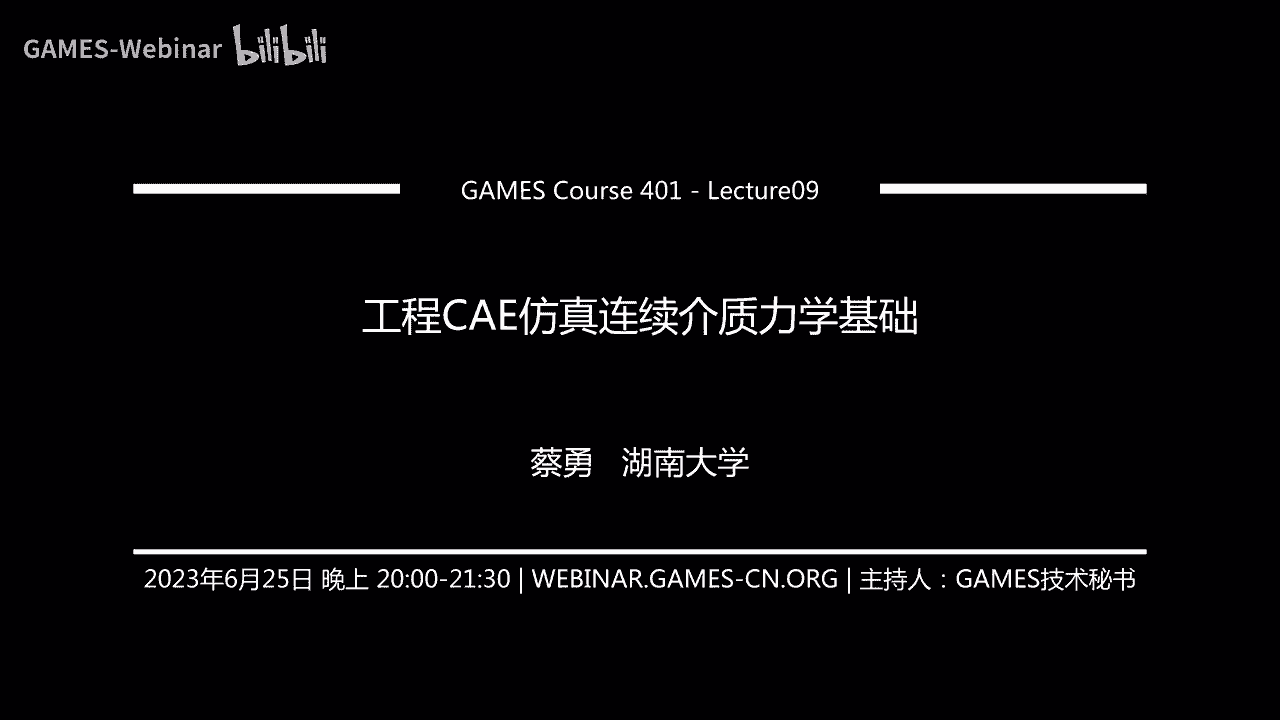 GAMES-Webinar bilibili
GAMES Course 401 - Lecture09
工程CAE仿真连续介质力学基础
蔡勇 湖南大学
2023年6月25日 晚上 20:00-21:30 | WEBINAR.GAMES-CN.ORG | 主持人：GAMES技术秘书